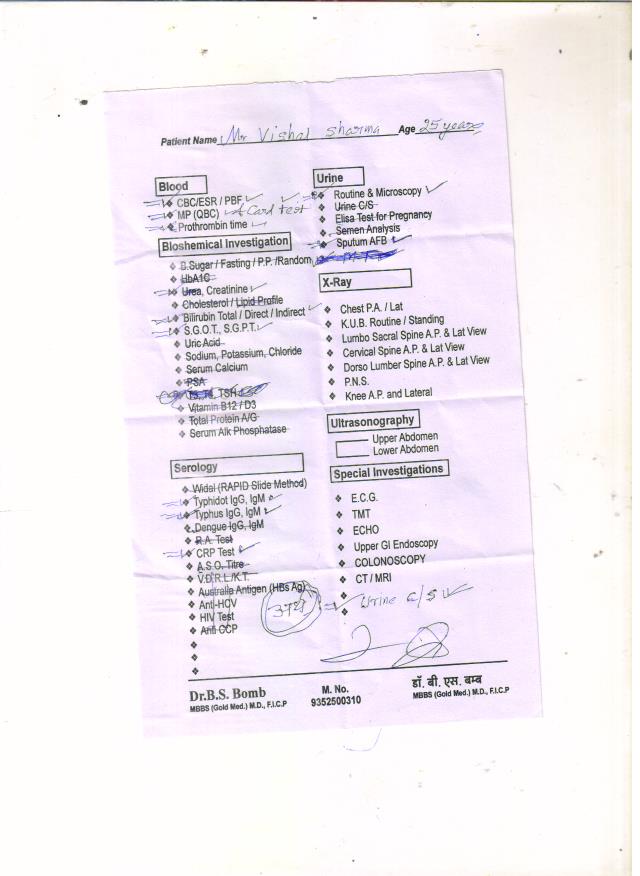 Patient Name : Mr Vishal Sharma Age 25 years
Blood
CBC/ESR / PBF
MP (QBC) Card test
Prothrombin time
Bioshemical Investigation
B.Sugar / Fasting / P.P. /Random
HbA1C
Urea, Creatinine
Cholesterol / Lipid Profile
Bilirubin Total / Direct / Indirect
S.G.O.T., S.G.P.T.
Uric Acid
Sodium, Potassium, Chloride
Serum Calcium
PSA
TSH
Vitamin B12 / D3
Total Protein A/G
Serum Alk Phosphatase
Serology
Widal (RAPID Slide Method)
Typhidot IgG, IgM
Typhus IgG, IgM
Dengue IgG, IgM
R.A. Test
CRP Test
A.S.O. Titre
V.D.R.L./K.T.
Australia Antigen (HBs Ag)
Anti-HCV
HIV Test
Anti CCP
Urine
Routine & Microscopy
Urine C/S
Elisa Test for Pregnancy
Semen Analysis
Sputum AFB
X-Ray
Chest P.A. / Lat
K.U.B. Routine / Standing
Lumbo Sacral Spine A.P. & Lat View
Cervical Spine A.P. & Lat View
Dorso Lumber Spine A.P. & Lat View
P.N.S.
Knee A.P. and Lateral
Ultrasonography
Upper Abdomen
Lower Abdomen
Special Investigations
E.C.G.
TMT
ECHO
Upper GI Endoscopy
COLONOSCOPY
CT / MRI
Urine C/S
Dr.B.S. Bomb
MBBS (Gold Med.) M.D., F.I.C.P
M. No.
9352500310
डॉ. बी. एस. बम्ब
MBBS (Gold Med.) M.D., F.I.C.P